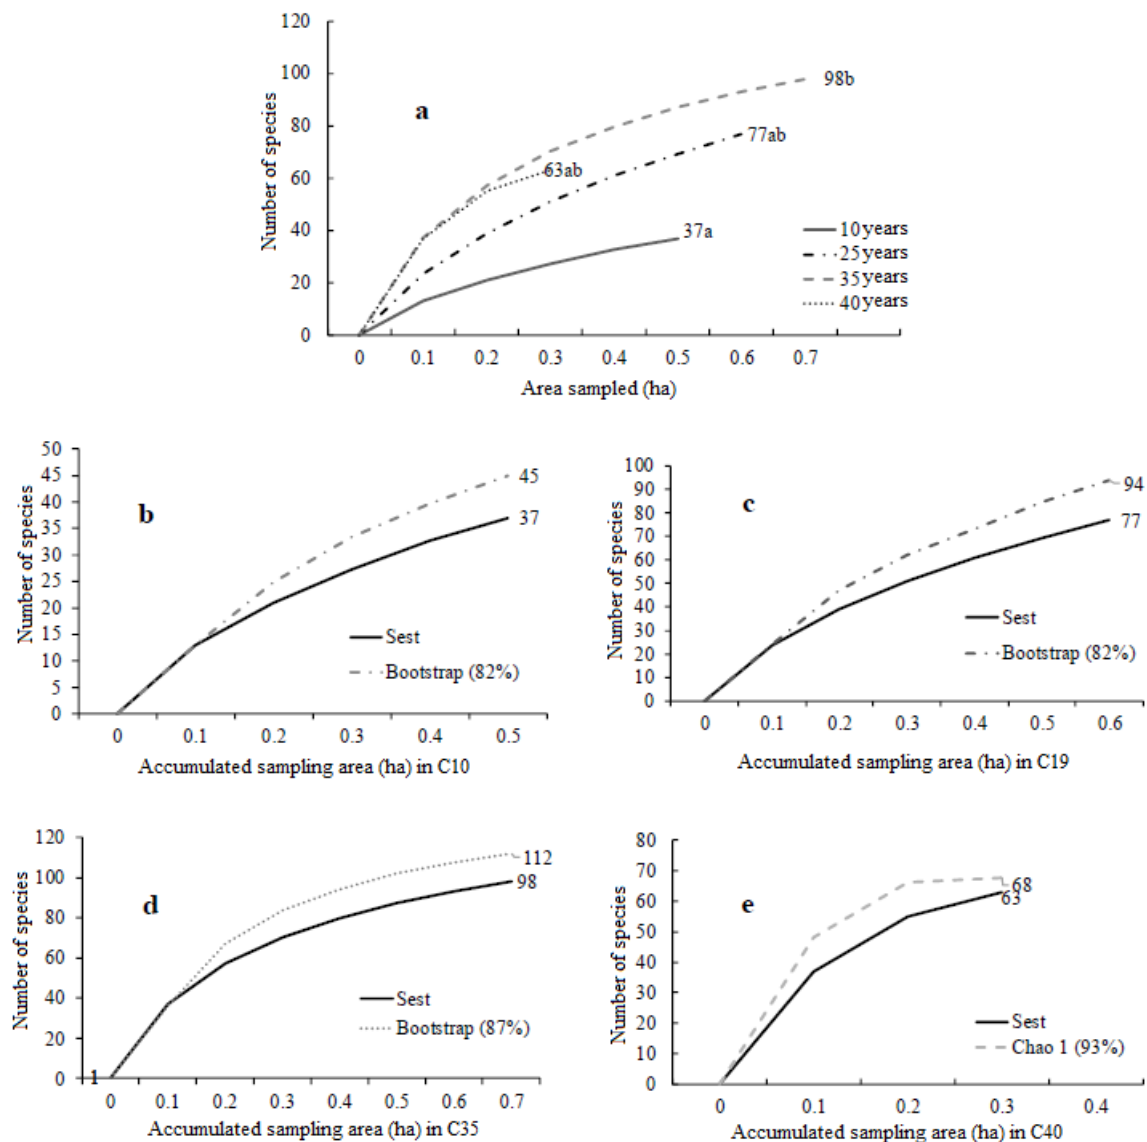 120
100
80
60
40
20
0
Number of species
a
98b
77ab
63ab
37a
10 years
25 years
35 years
40 years
0 0.1 0.2 0.3 0.4 0.5 0.6 0.7
Area sampled (ha)
50
45
40
35
30
25
20
15
10
5
0
Number of species
b
45
37
Sest
Bootstrap (82%)
0 0.1 0.2 0.3 0.4 0.5
Accumulated sampling area (ha) in C10
100
90
80
70
60
50
40
30
20
10
0
Number of species
c
94
77
Sest
Bootstrap (82%)
0 0.1 0.2 0.3 0.4 0.5 0.6
Accumulated sampling area (ha) in C19
120
100
80
60
40
20
0
Number of species
d
112
98
Sest
Bootstrap (87%)
1
0 0.1 0.2 0.3 0.4 0.5 0.6 0.7
Accumulated sampling area (ha) in C35
80
70
60
50
40
30
20
10
0
Number of species
e
68
63
Sest
Chao 1 (93%)
0 0.1 0.2 0.3 0.4
Accumulated sampling area (ha) in C40